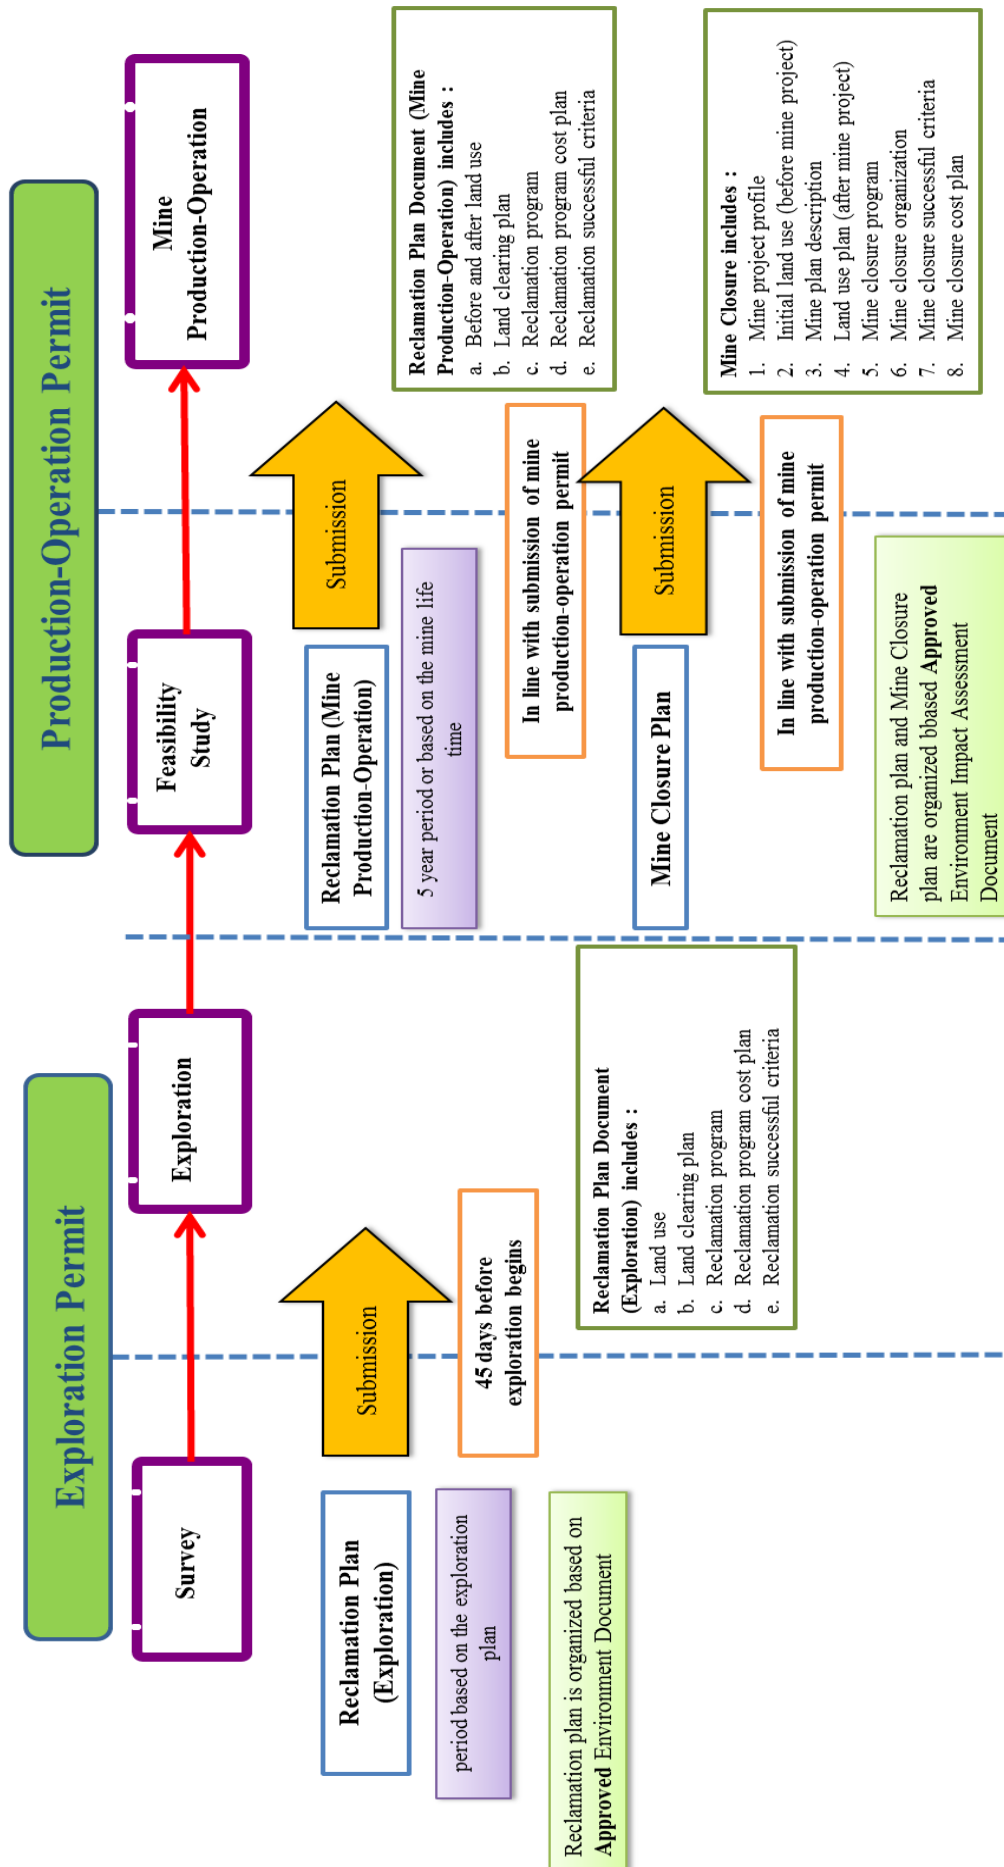 Exploration Permit
Production-Operation Permit
Survey
Exploration
Feasibility
Study
Mine
Production-Operation
Reclamation Plan
(Exploration)
period based on the exploration
plan
Reclamation plan is organized based on
Approved Environment Document
Submission
45 days before
exploration begins
Reclamation Plan Document
(Exploration) includes :
a. Land use
b. Land clearing plan
c. Reclamation program
d. Reclamation program cost plan
e. Reclamation successful criteria
Reclamation Plan (Mine
Production-Operation)
5 year period or based on the mine life
time
Submission
In line with submission of mine
production-operation permit
Reclamation Plan Document (Mine
Production-Operation) includes :
a. Before and after land use
b. Land clearing plan
c. Reclamation program
d. Reclamation program cost plan
e. Reclamation successful criteria
Mine Closure Plan
Submission
In line with submission of mine
production-operation permit
Mine Closure includes :
1. Mine project profile
2. Initial land use (before mine project)
3. Mine plan description
4. Land use plan (after mine project)
5. Mine closure program
6. Mine closure organization
7. Mine closure successful criteria
8. Mine closure cost plan
Reclamation plan and Mine Closure
plan are organized bbased Approved
Environment Impact Assessment
Document